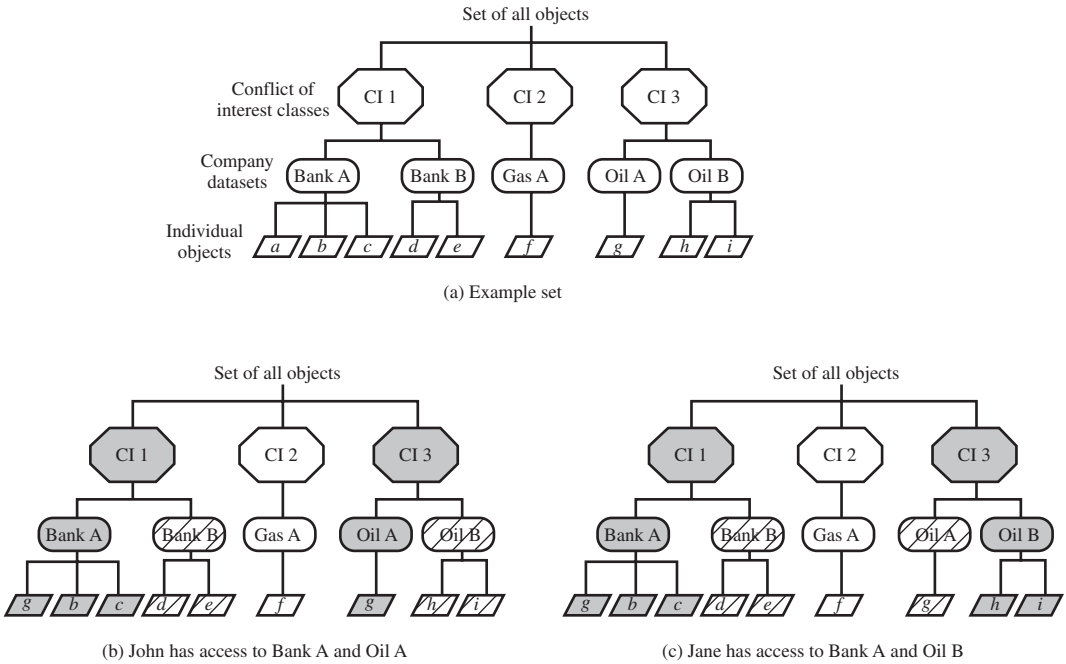 Set of all objects
Conflict of
interest classes
CI 1
CI 2
CI 3
Company
datasets
Bank A
Bank B
Gas A
Oil A
Oil B
Individual
objects
a
b
c
d
e
f
g
h
i
(a) Example set
Set of all objects
CI 1
CI 2
CI 3
Bank A
Bank B
Gas A
Oil A
Oil B
g
b
c
d
e
f
g
h
i
(b) John has access to Bank A and Oil A
Set of all objects
CI 1
CI 2
CI 3
Bank A
Bank B
Gas A
Oil A
Oil B
g
b
c
d
e
f
g
h
i
(c) Jane has access to Bank A and Oil B